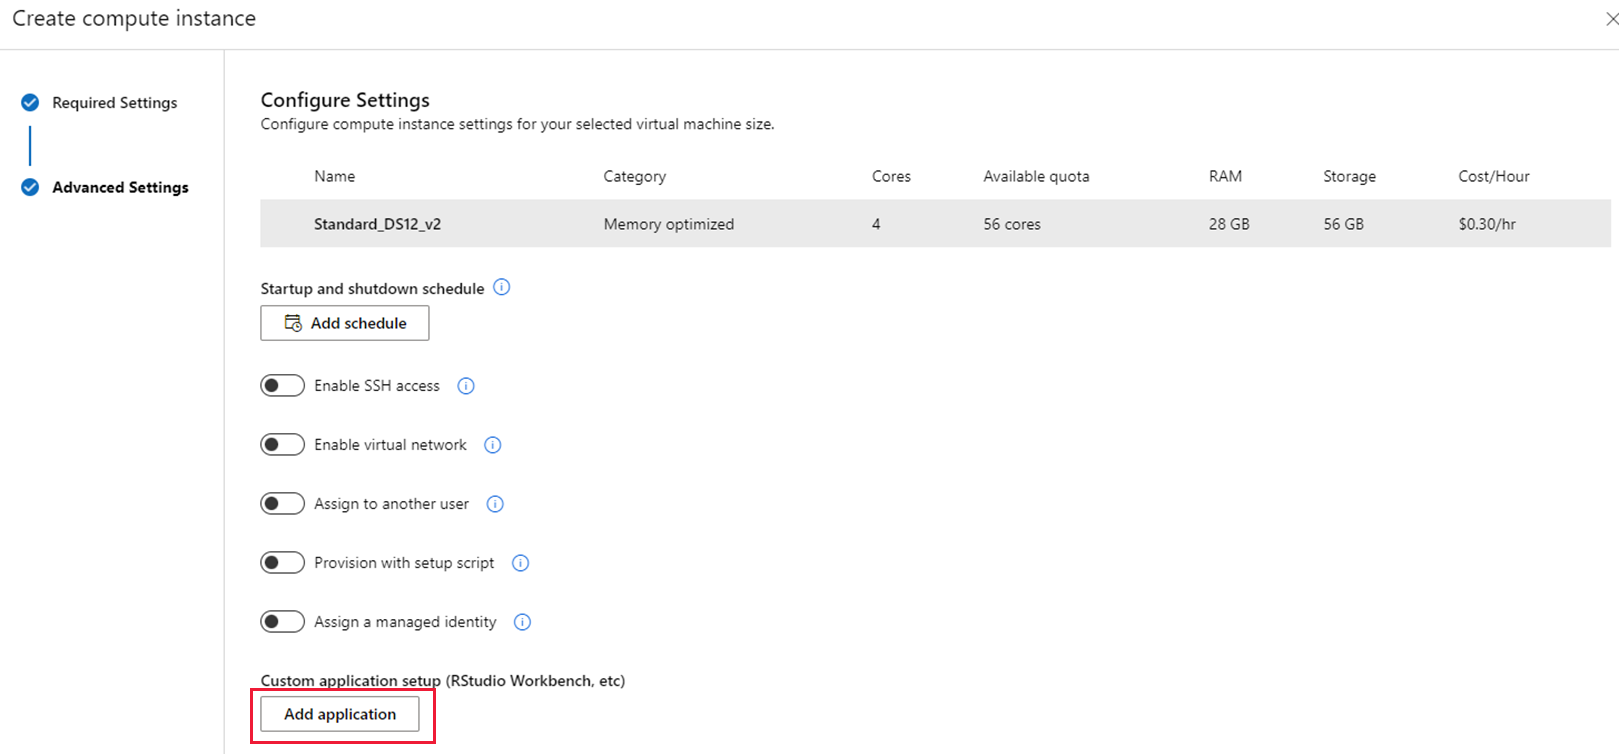 Create compute instance
Required Settings
Advanced Settings
Configure Settings
Configure compute instance settings for your selected virtual machine size.
Name Category Cores Available quota RAM Storage Cost/Hour
Standard_DS12_v2 Memory optimized 4 56 cores 28 GB 56 GB $0.30/hr
Startup and shutdown schedule
Add schedule
Enable SSH access
Enable virtual network
Assign to another user
Provision with setup script
Assign a managed identity
Custom application setup (RStudio Workbench, etc)
Add application